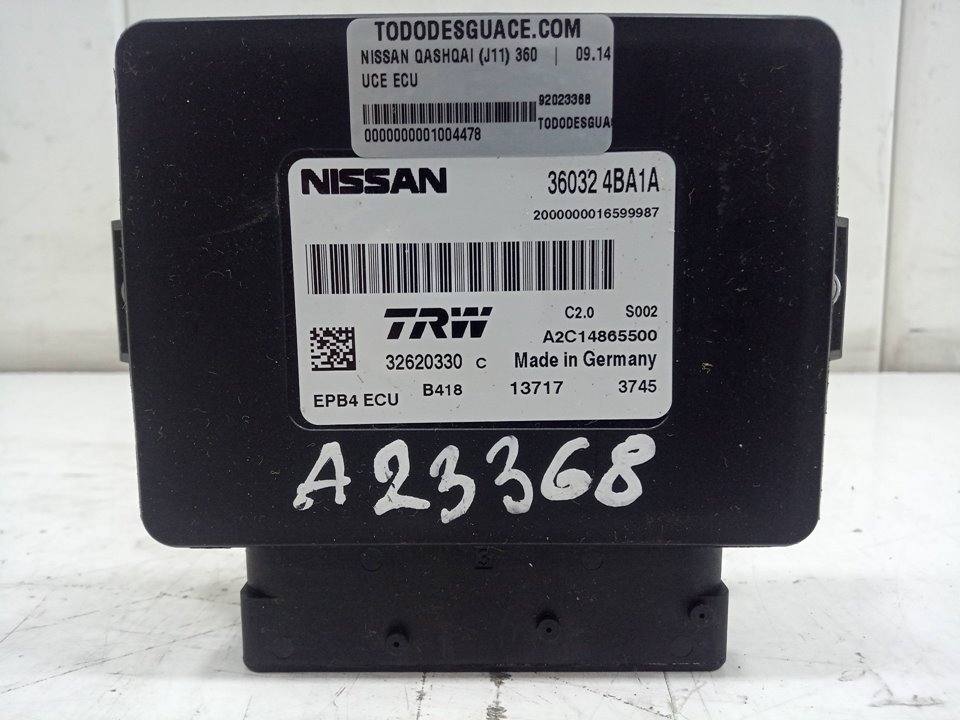 TODODESGUACE.COM
NISSAN QASHQAI (J11) 360 | 09.14
UCE ECU
92023368
0000000001004478
TODODESGUA
NISSAN 36032 4BA1A
2000000016599987
TRW C2.0 S002
A2C14865500
32620330 C Made in Germany
EPB4 ECU B418 13717 3745
A23368